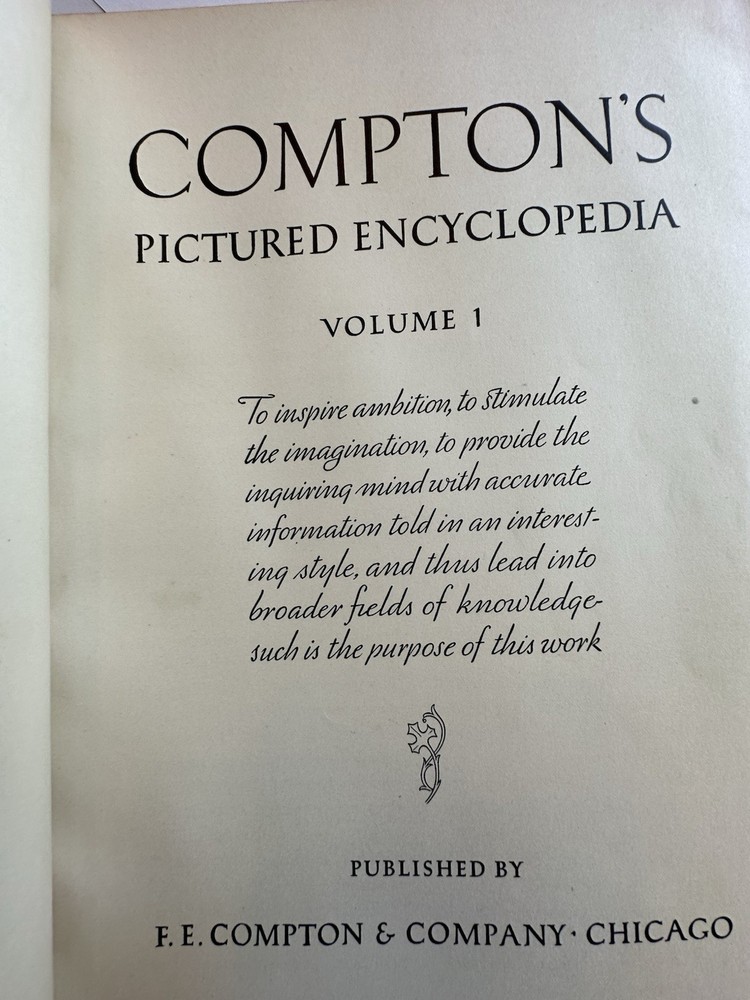 COMPTON'S
PICTURED ENCYCLOPEDIA
VOLUME 1
To inspire ambition, to stimulate
the imagination, to provide the
inquiring mind with accurate
information told in an interest-
ing style, and thus lead into
broader fields of knowledge-
such is the purpose of this work
PUBLISHED BY
F. E. COMPTON & COMPANY · CHICAGO